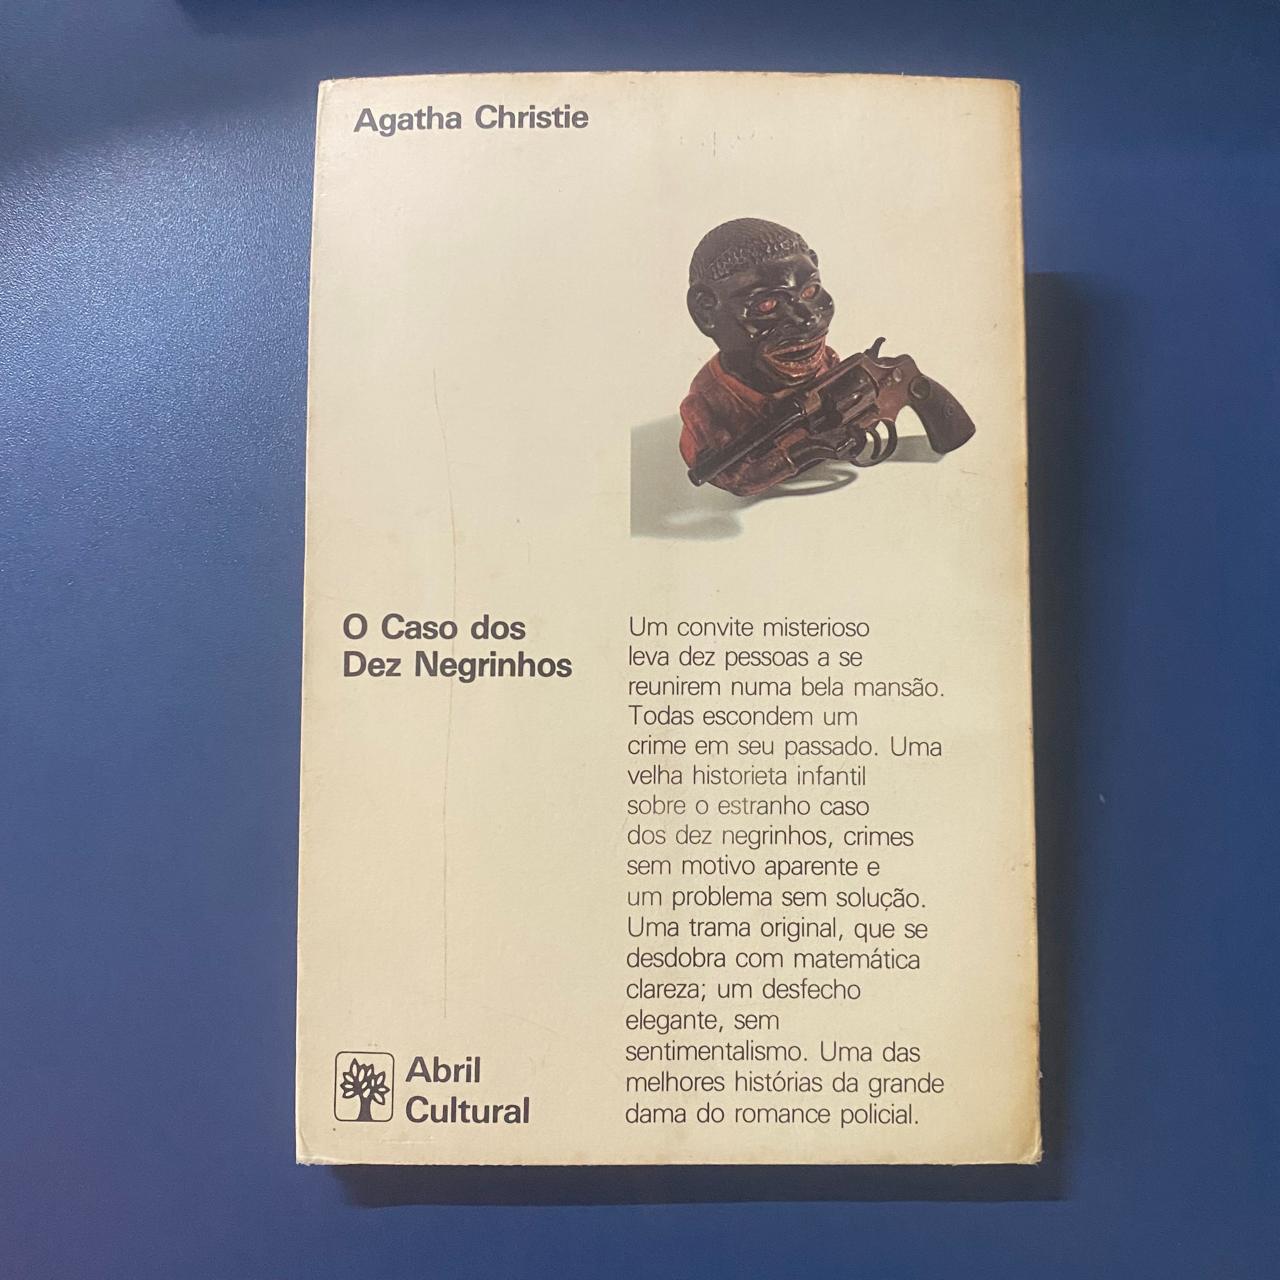 Agatha Christie
O Caso dos
Dez Negrinhos
Um convite misterioso
leva dez pessoas a se
reunirem numa bela mansão.
Todas escondem um
crime em seu passado. Uma
velha historieta infantil
sobre o estranho caso
dos dez negrinhos, crimes
sem motivo aparente e
um problema sem solução.
Uma trama original, que se
desdobra com matemática
clareza; um desfecho
elegante, sem
sentimentalismo. Uma das
melhores histórias da grande
dama do romance policial.
Abril
Cultural